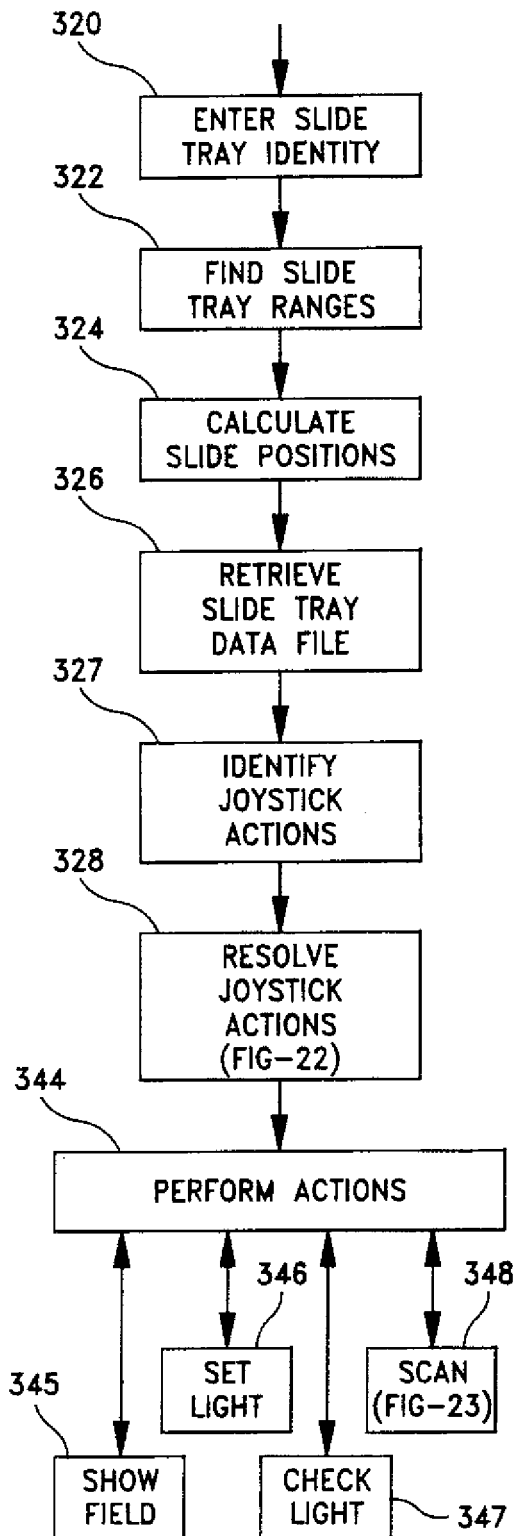 320
ENTER SLIDE
TRAY IDENTITY
322
FIND SLIDE
TRAY RANGES
324
CALCULATE
SLIDE POSITIONS
326
RETRIEVE
SLIDE TRAY
DATA FILE
327
IDENTIFY
JOYSTICK
ACTIONS
328
RESOLVE
JOYSTICK
ACTIONS
(FIG-22)
344
PERFORM ACTIONS
346
SET
LIGHT
348
SCAN
(FIG-23)
345
SHOW
FIELD
CHECK
LIGHT
347